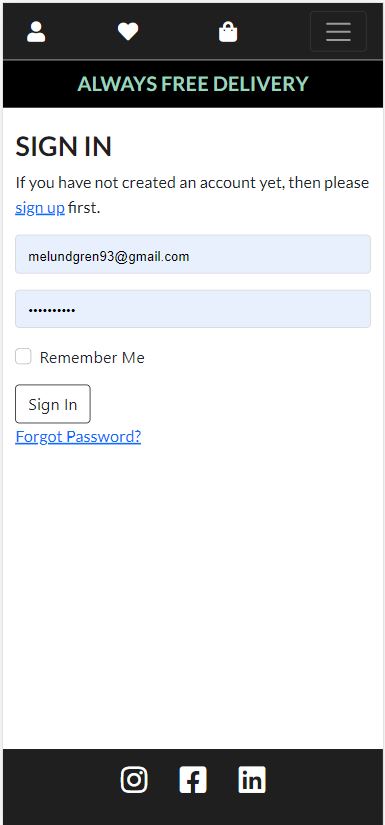 ALWAYS FREE DELIVERY
SIGN IN
If you have not created an account yet, then please
sign up first.
melundgren93@gmail.com
••••••••••
Remember Me
Sign In
Forgot Password?